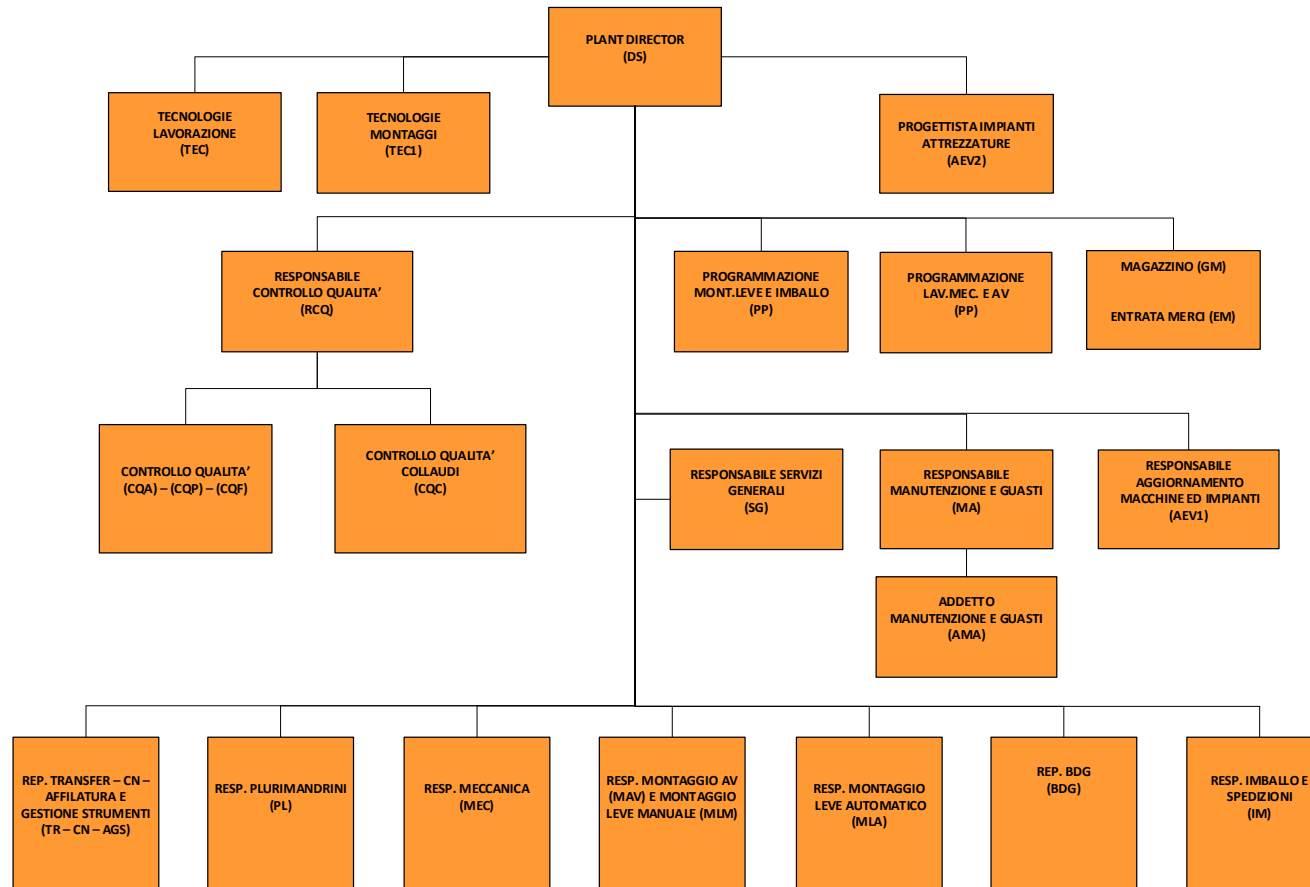 PLANT DIRECTOR
(DS)
TECNOLOGIE
LAVORAZIONE
(TEC)
TECNOLOGIE
MONTAGGI
(TEC1)
PROGETTISTA IMPIANTI
ATTREZZATURE
(AEV2)
RESPONSABILE
CONTROLLO QUALITA’
(RCQ)
PROGRAMMAZIONE
MONT.LEVE E IMBALLO
(PP)
PROGRAMMAZIONE
LAV.MEC. E AV
(PP)
MAGAZZINO (GM)
ENTRATA MERCI (EM)
CONTROLLO QUALITA’
(CQA) – (CQP) – (CQF)
CONTROLLO QUALITA’
COLLAUDI
(CQC)
RESPONSABILE SERVIZI
GENERALI
(SG)
RESPONSABILE
MANUTENZIONE E GUASTI
(MA)
RESPONSABILE
AGGIORNAMENTO
MACCHINE ED IMPIANTI
(AEV1)
ADDETTO
MANUTENZIONE E GUASTI
(AMA)
REP. TRANSFER – CN –
AFFILATURA E
GESTIONE STRUMENTI
(TR – CN – AGS)
RESP. PLURIMANDRINI
(PL)
RESP. MECCANICA
(MEC)
RESP. MONTAGGIO AV
(MAV) E MONTAGGIO
LEVE MANUALE (MLM)
RESP. MONTAGGIO
LEVE AUTOMATICO
(MLA)
REP. BDG
(BDG)
RESP. IMBALLO E
SPEDIZIONI
(IM)